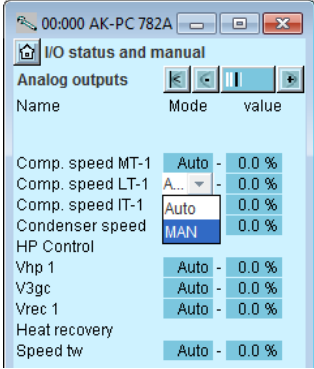 00:000 AK-PC 782A
I/O status and manual
Analog outputs
Name Mode value
Comp. speed MT-1 Auto - 0.0 %
Comp. speed LT-1 A... - 0.0 %
Comp. speed IT-1 Auto 0.0 %
Condenser speed MAN 0.0 %
HP Control
Vhp 1 Auto - 0.0 %
V3gc Auto - 0.0 %
Vrec 1 Auto - 0.0 %
Heat recovery
Speed tw Auto - 0.0 %